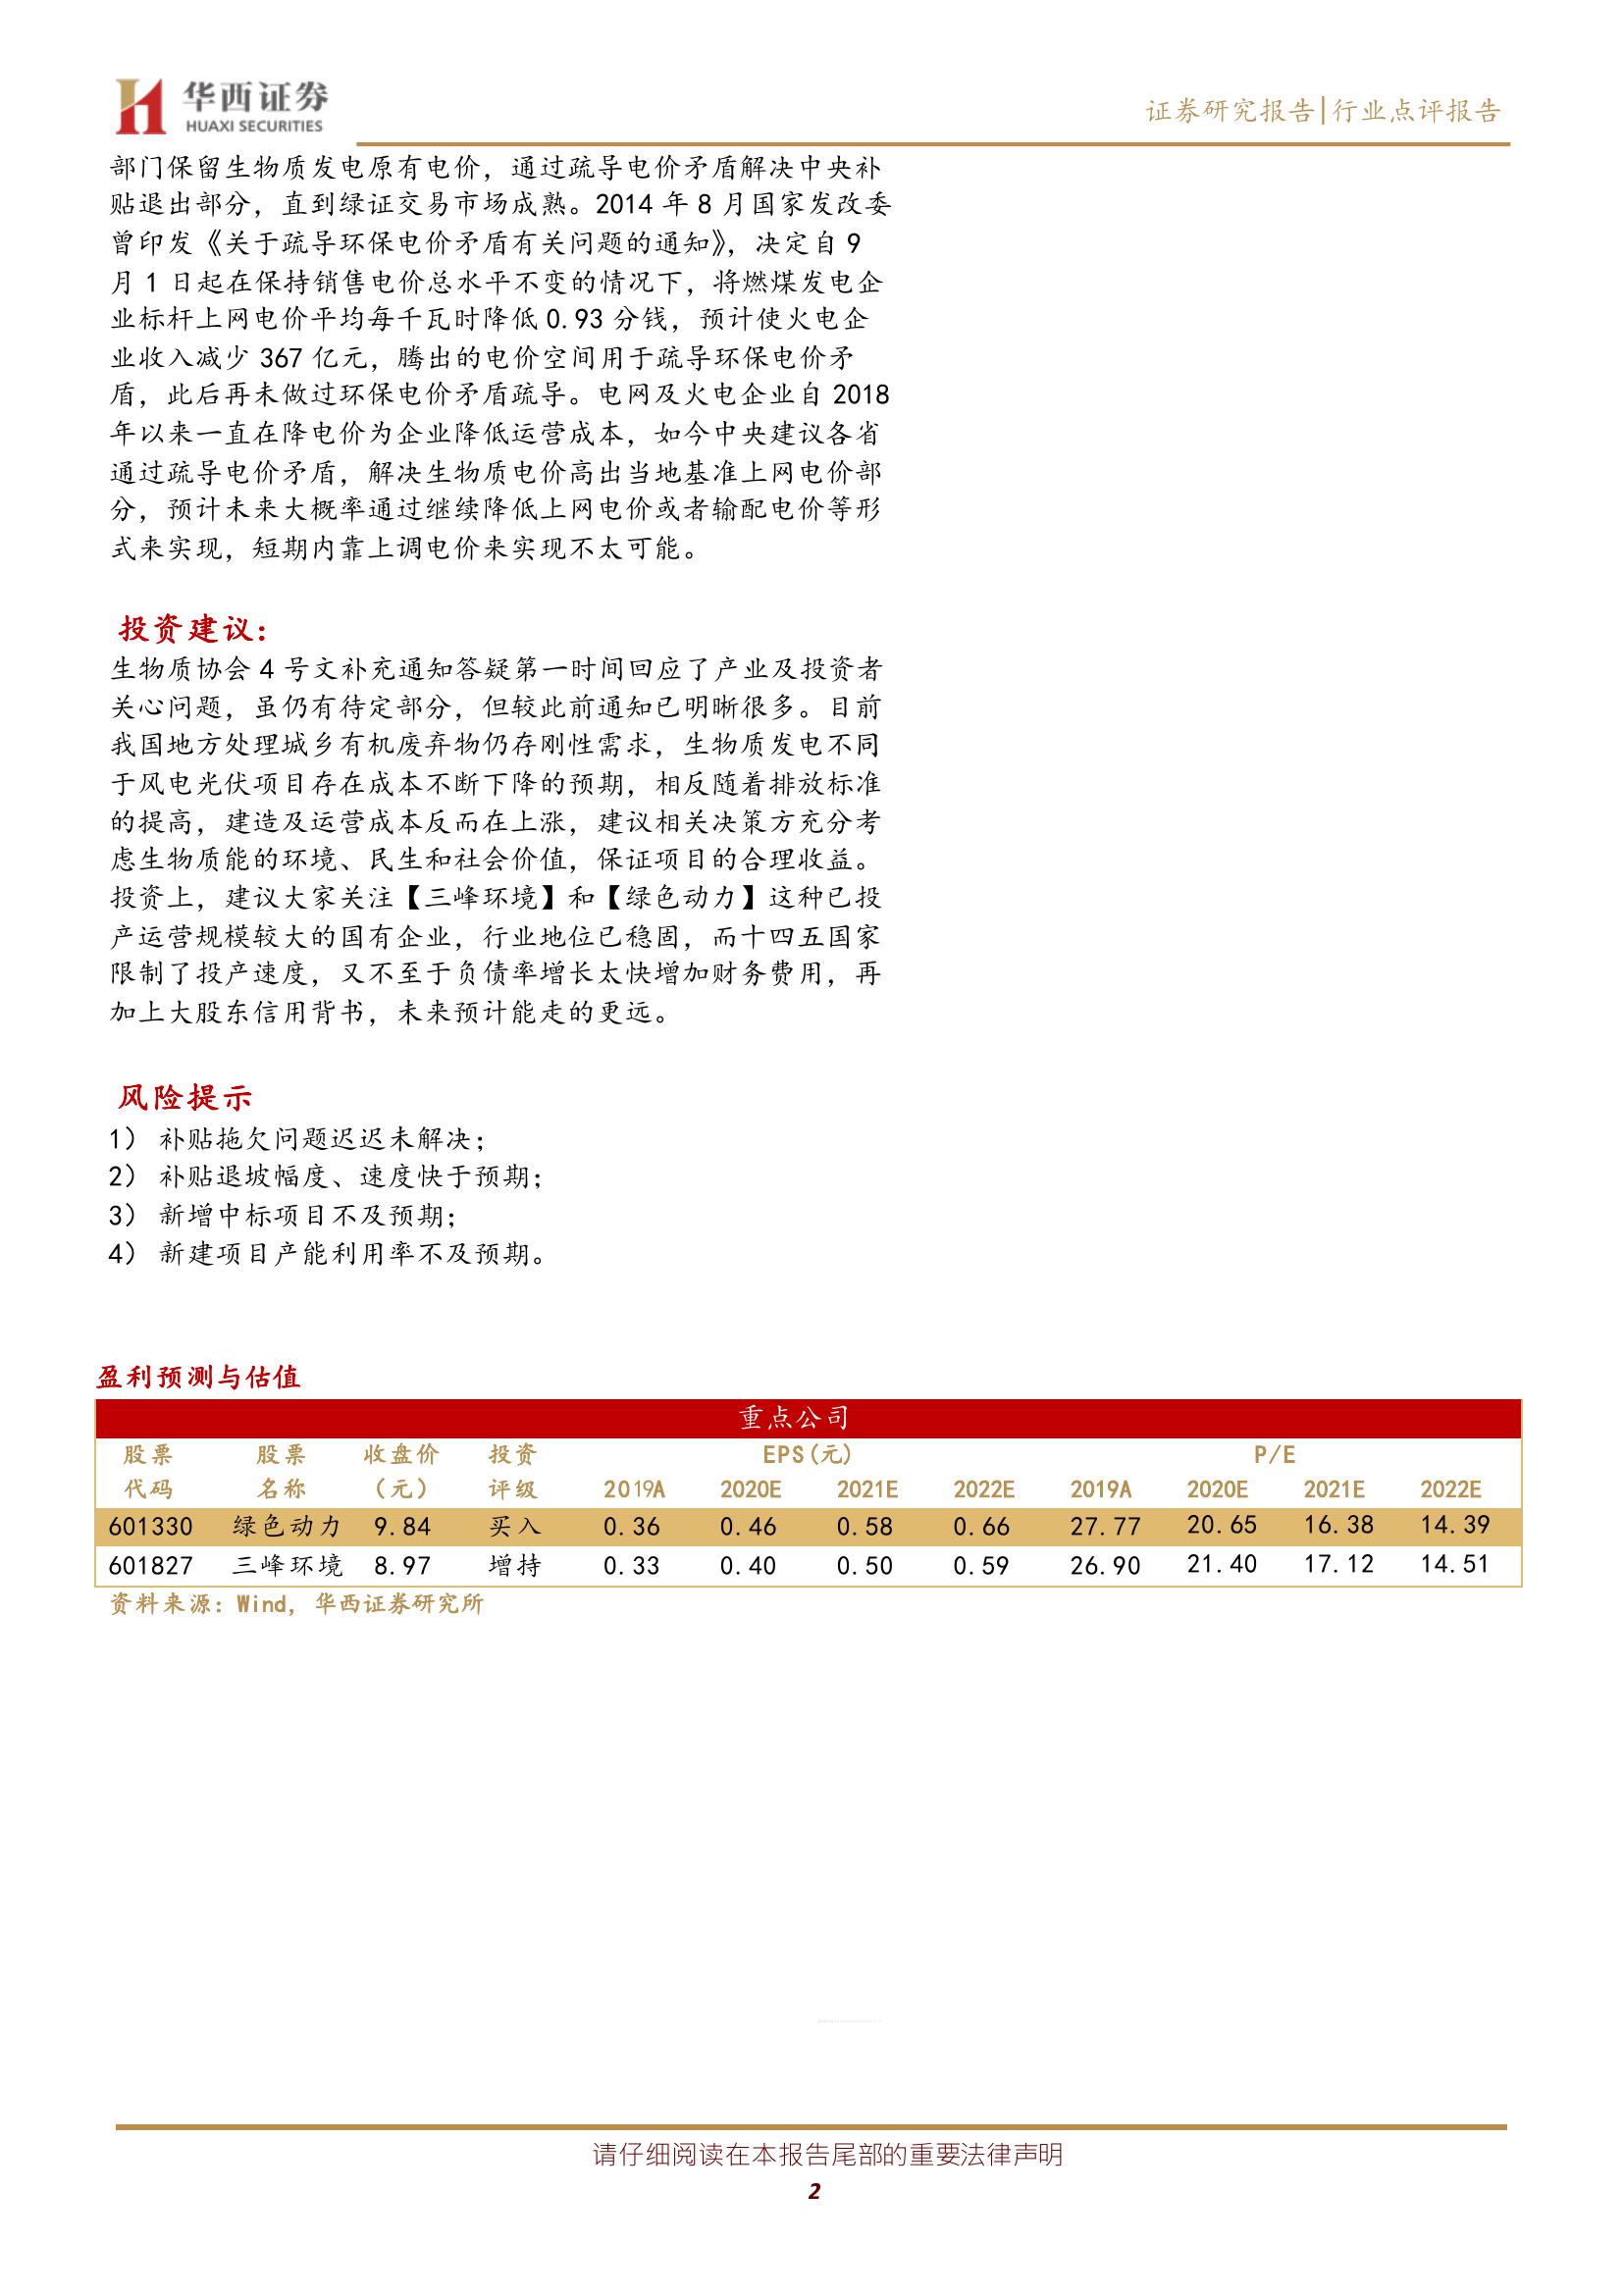 华西证券
HUAXI SECURITIES
证券研究报告|行业点评报告
部门保留生物质发电原有电价，通过疏导电价矛盾解决中央补
贴退出部分，直到绿证交易市场成熟。2014 年 8 月国家发改委
曾印发《关于疏导环保电价矛盾有关问题的通知》，决定自 9
月 1 日起在保持销售电价总水平不变的情况下，将燃煤发电企
业标杆上网电价平均每千瓦时降低 0.93 分钱，预计使火电企
业收入减少 367 亿元，腾出的电价空间用于疏导环保电价矛
盾，此后再未做过环保电价矛盾疏导。电网及火电企业自 2018
年以来一直在降电价为企业降低运营成本，如今中央建议各省
通过疏导电价矛盾，解决生物质电价高出当地基准上网电价部
分，预计未来大概率通过继续降低上网电价或者输配电价等形
式来实现，短期内靠上调电价来实现不太可能。
投资建议：
生物质协会 4 号文补充通知答疑第一时间回应了产业及投资者
关心问题，虽仍有待定部分，但较此前通知已明晰很多。目前
我国地方处理城乡有机废弃物仍存刚性需求，生物质发电不同
于风电光伏项目存在成本不断下降的预期，相反随着排放标准
的提高，建造及运营成本反而在上涨，建议相关决策方充分考
虑生物质能的环境、民生和社会价值，保证项目的合理收益。
投资上，建议大家关注【三峰环境】和【绿色动力】这种已投
产运营规模较大的国有企业，行业地位已稳固，而十四五国家
限制了投产速度，又不至于负债率增长太快增加财务费用，再
加上大股东信用背书，未来预计能走的更远。
风险提示
1） 补贴拖欠问题迟迟未解决；
2） 补贴退坡幅度、速度快于预期；
3） 新增中标项目不及预期；
4） 新建项目产能利用率不及预期。
盈利预测与估值
重点公司
股票 股票 收盘价 投资 EPS(元) P/E
代码 名称 （元） 评级 2019A 2020E 2021E 2022E 2019A 2020E 2021E 2022E
601330 绿色动力 9.84 买入 0.36 0.46 0.58 0.66 27.77 20.65 16.38 14.39
601827 三峰环境 8.97 增持 0.33 0.40 0.50 0.59 26.90 21.40 17.12 14.51
资料来源：Wind，华西证券研究所
请仔细阅读在本报告尾部的重要法律声明
2